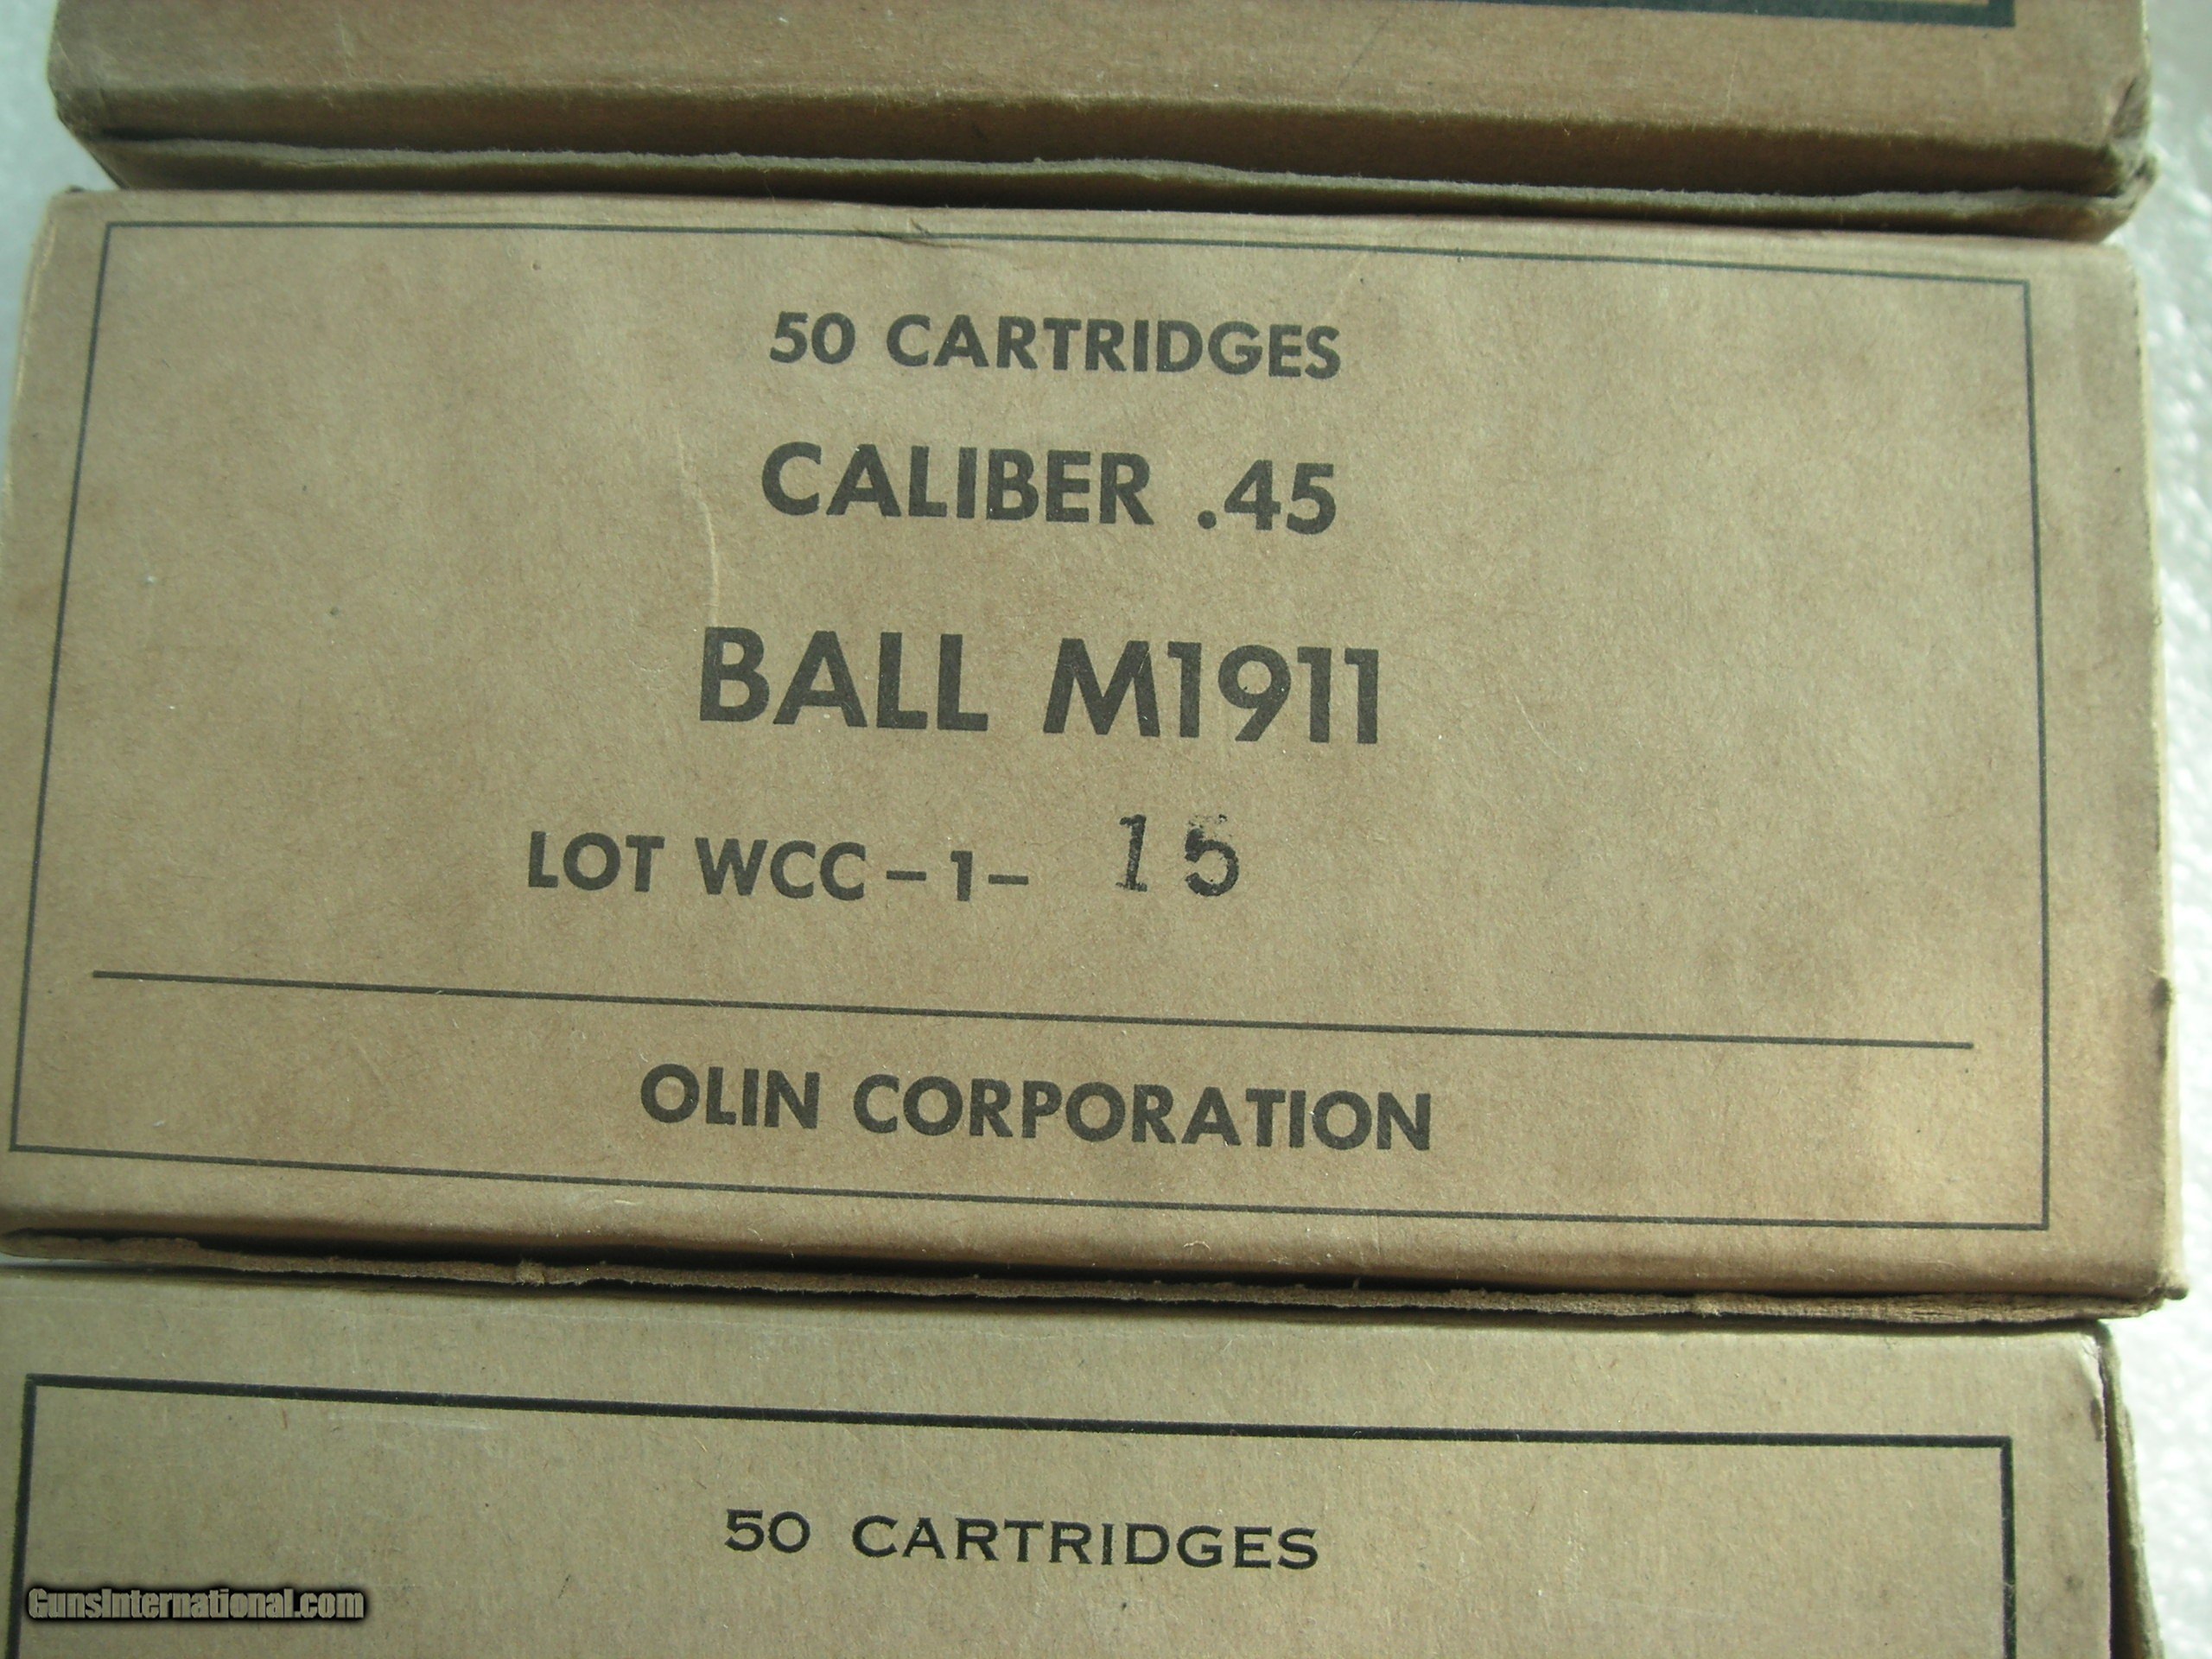 50 CARTRIDGES
CALIBER .45
BALL M1911
LOT WCC-1- 15
OLIN CORPORATION
50 CARTRIDGES
GunsInternational.com